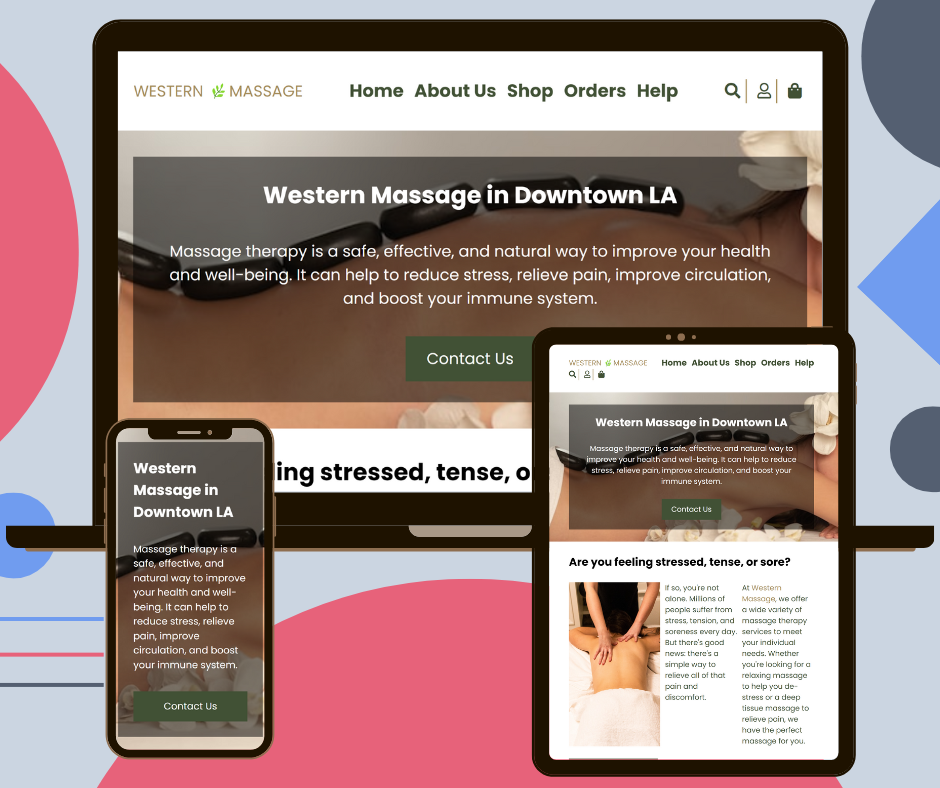 WESTERN MASSAGE
Home About Us Shop Orders Help
Western Massage in Downtown LA
Massage therapy is a safe, effective, and natural way to improve your health
and well-being. It can help to reduce stress, relieve pain, improve circulation,
and boost your immune system.
Contact Us
ing stressed, tense, o
Western
Massage in
Downtown LA
Massage therapy is a
safe, effective, and
natural way to improve
your health and well-
being. It can help to
reduce stress, relieve
pain, improve
circulation, and boost
your immune system.
Contact Us
WESTERN MASSAGE
Home About Us Shop Orders Help
Western Massage in Downtown LA
Massage therapy is a safe, effective, and natural way to
improve your health and well-being. It can help to reduce
stress, relieve pain, improve circulation, and boost your
immune system.
Contact Us
Are you feeling stressed, tense, or sore?
If so, you're not
alone. Millions of
people suffer from
stress, tension, and
soreness every day.
But there's good
news: there's a
simple way to
relieve all of that
pain and
discomfort.
At Western
Massage, we offer
a wide variety of
massage therapy
services to meet
your individual
needs. Whether
you're looking for a
relaxing massage
to help you de-
stress or a deep
tissue massage to
relieve pain, we
have the perfect
massage for you.